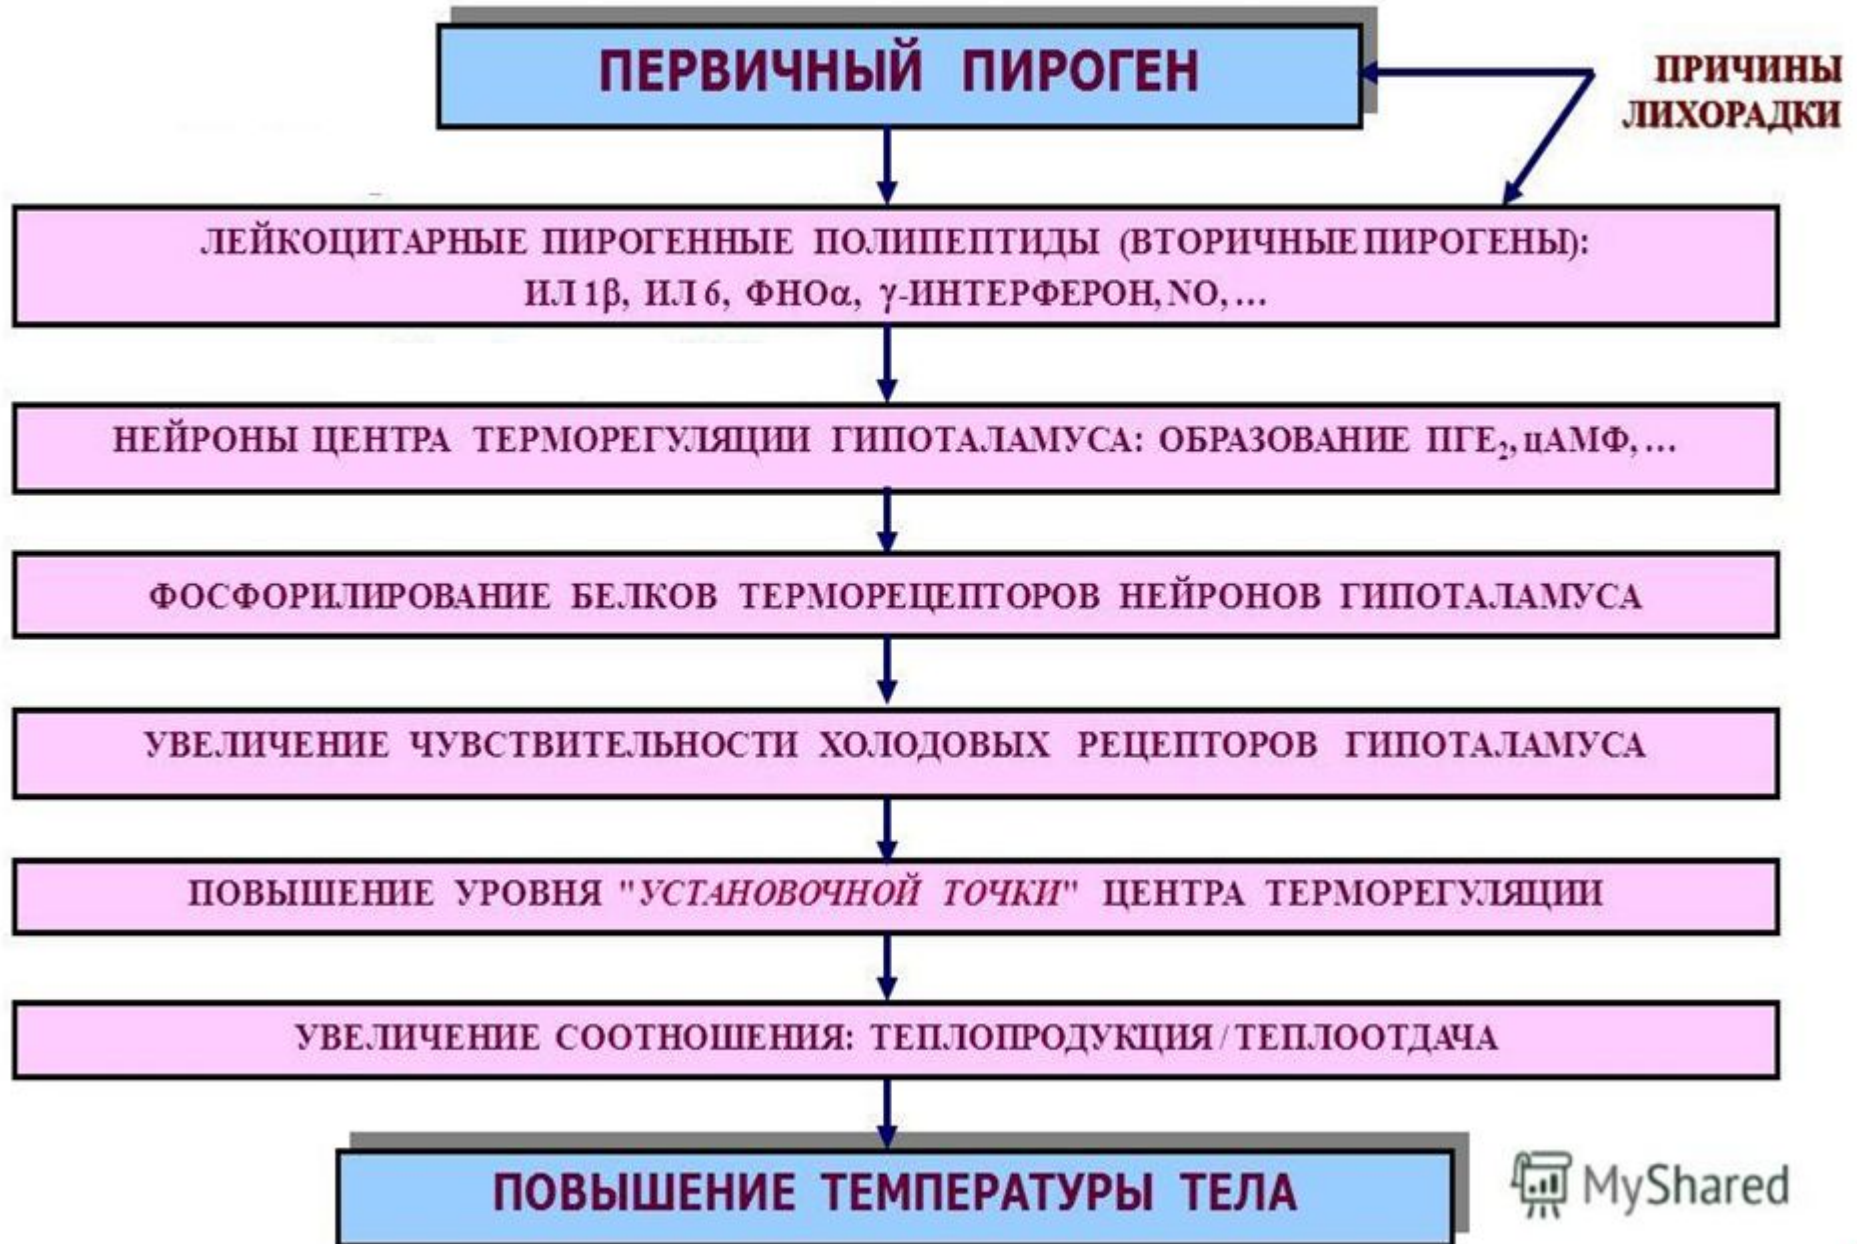 ПЕРВИЧНЫЙ ПИРОГЕН
ПРИЧИНЫ
ЛИХОРАДКИ
ЛЕЙКОЦИТАРНЫЕ ПИРОГЕННЫЕ ПОЛИПЕПТИДЫ (ВТОРИЧНЫЕ ПИРОГЕНЫ):
ИЛ 1β, ИЛ 6, ФНОα, γ-ИНТЕРФЕРОН, NO, ...
НЕЙРОНЫ ЦЕНТРА ТЕРМОРЕГУЛЯЦИИ ГИПОТАЛАМУСА: ОБРАЗОВАНИЕ ПГЕ₂, цАМФ, ...
ФОСФОРИЛИРОВАНИЕ БЕЛКОВ ТЕРМОРЕЦЕПТОРОВ НЕЙРОНОВ ГИПОТАЛАМУСА
УВЕЛИЧЕНИЕ ЧУВСТВИТЕЛЬНОСТИ ХОЛОДОВЫХ РЕЦЕПТОРОВ ГИПОТАЛАМУСА
ПОВЫШЕНИЕ УРОВНЯ "УСТАНОВОЧНОЙ ТОЧКИ" ЦЕНТРА ТЕРМОРЕГУЛЯЦИИ
УВЕЛИЧЕНИЕ СООТНОШЕНИЯ: ТЕПЛОПРОДУКЦИЯ / ТЕПЛООТДАЧА
ПОВЫШЕНИЕ ТЕМПЕРАТУРЫ ТЕЛА
MyShared